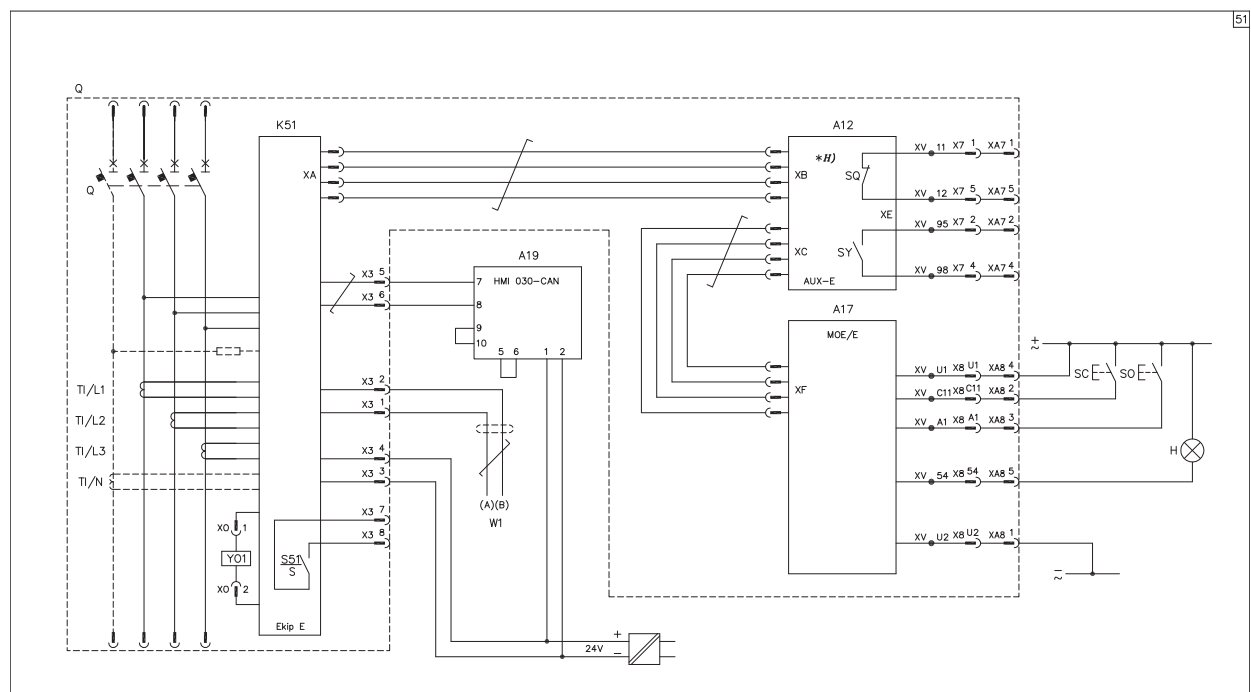 51
Q
K51
A12
XA
*H)
XB
SQ
XE
XC
SY
AUX-E
XV 11 X7 1 XA7 1
XV 12 X7 5 XA7 5
XV 95 X7 2 XA7 2
XV 98 X7 4 XA7 4
Q
A19
HMI 030-CAN
7
8
9
10
5 6 1 2
X3 5
X3 6
A17
MOE/E
XF
XV U1 X8 U1 XA8 4
XV C11 X8 C11 XA8 2
XV A1 X8 A1 XA8 3
XV 54 X8 54 XA8 5
XV U2 X8 U2 XA8 1
+
~
SC
SO
H
–
~
TI/L1
TI/L2
TI/L3
TI/N
X3 2
X3 1
X3 4
X3 3
X3 7
X3 8
(A)(B)
W1
XO 1
YO1
XO 2
S51
S
Ekip E
+
24V
–